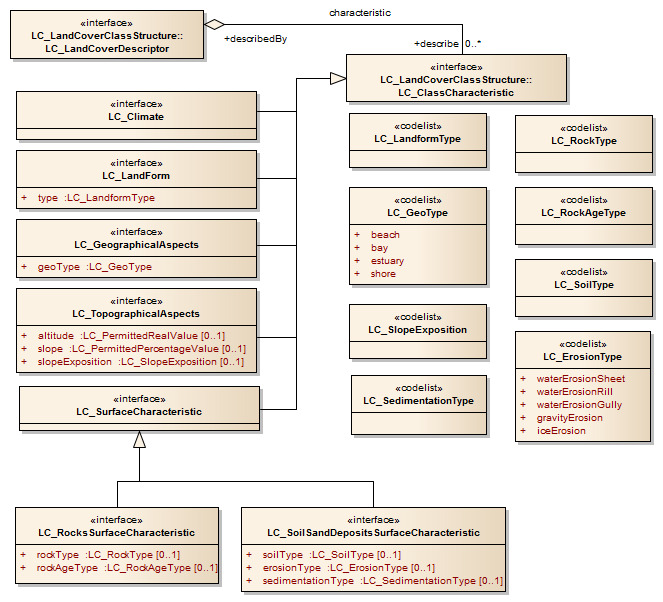 «interface»
LC_LandCoverClassStructure::
LC_LandCoverDescriptor
characteristic
+describedBy
+describe 0..*
«interface»
LC_LandCoverClassStructure::
LC_ClassCharacteristic
«interface»
LC_Climate
«interface»
LC_LandForm
+ type :LC_LandformType
«interface»
LC_GeographicalAspects
+ geoType :LC_GeoType
«interface»
LC_TopographicalAspects
+ altitude :LC_PermittedRealValue [0..1]
+ slope :LC_PermittedPercentageValue [0..1]
+ slopeExposition :LC_SlopeExposition [0..1]
«interface»
LC_SurfaceCharacteristic
«codelist»
LC_LandformType
«codelist»
LC_GeoType
+ beach
+ bay
+ estuary
+ shore
«codelist»
LC_SlopeExposition
«codelist»
LC_SedimentationType
«codelist»
LC_RockType
«codelist»
LC_RockAgeType
«codelist»
LC_SoilType
«codelist»
LC_ErosionType
+ waterErosionSheet
+ waterErosionRill
+ waterErosionGully
+ gravityErosion
+ iceErosion
«interface»
LC_RocksSurfaceCharacteristic
+ rockType :LC_RockType [0..1]
+ rockAgeType :LC_RockAgeType [0..1]
«interface»
LC_SoilSandDepositsSurfaceCharacteristic
+ soilType :LC_SoilType [0..1]
+ erosionType :LC_ErosionType [0..1]
+ sedimentationType :LC_SedimentationType [0..1]